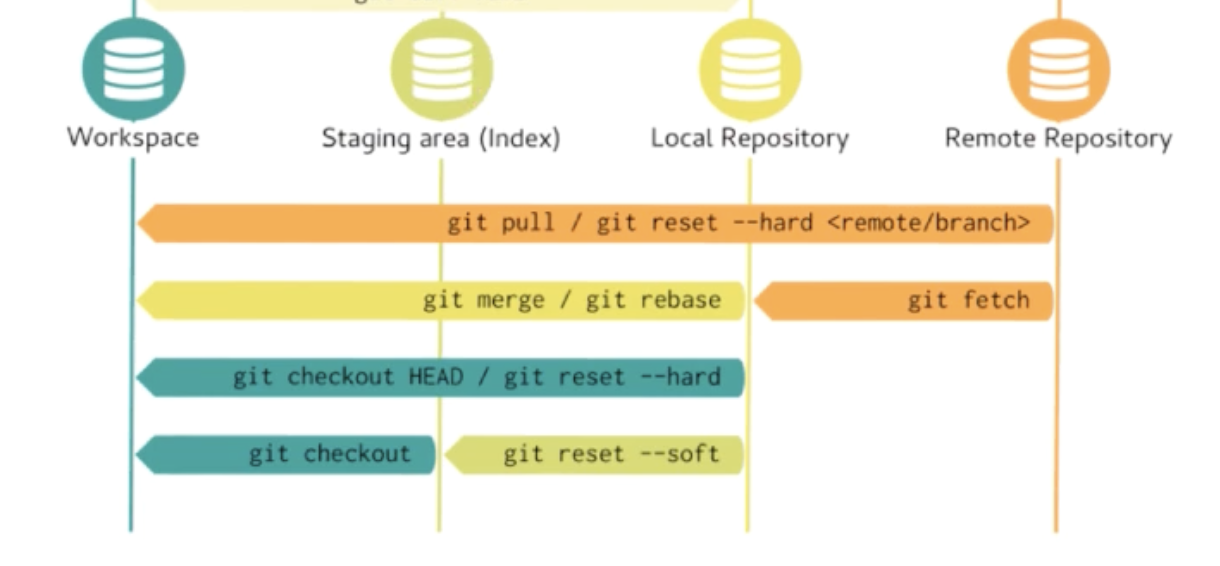 Workspace
Staging area (Index)
Local Repository
Remote Repository
git pull / git reset --hard <remote/branch>
git merge / git rebase
git fetch
git checkout HEAD / git reset --hard
git checkout
git reset --soft